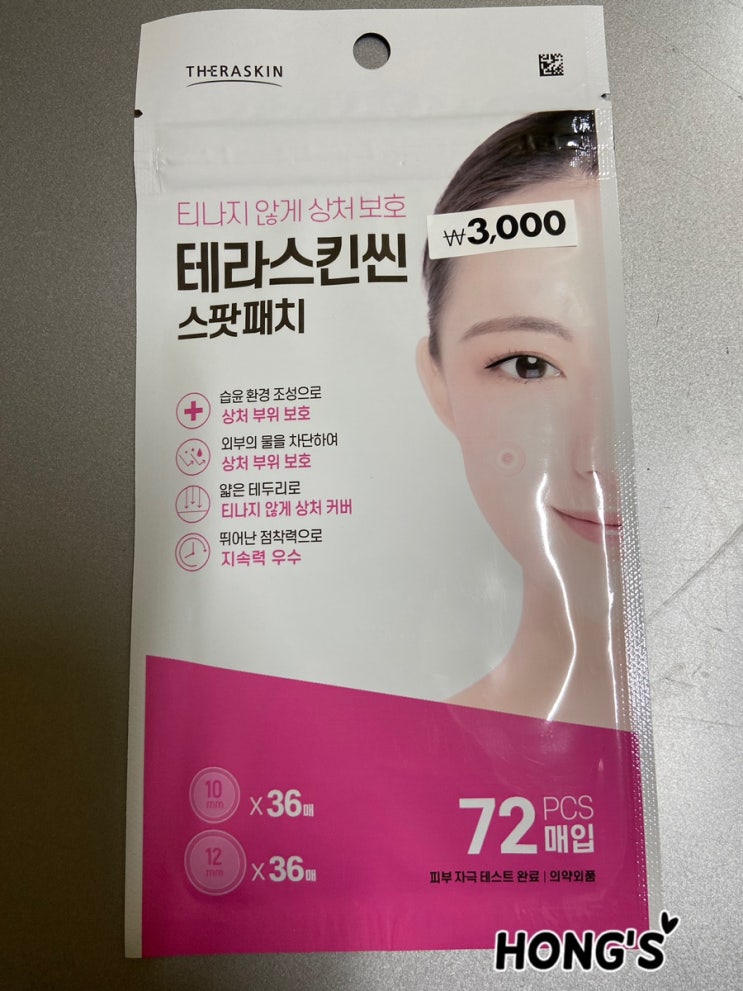 THERASKIN
티나지 않게 상처 보호
₩3,000
테라스킨씬
스팟패치
습윤 환경 조성으로
상처 부위 보호
외부의 물을 차단하여
상처 부위 보호
얇은 테두리로
티나지 않게 상처 커버
뛰어난 점착력으로
지속력 우수
10 mm X 36매
12 mm X 36매
72 PCS 매입
피부 자극 테스트 완료 | 의약외품
HONG'S